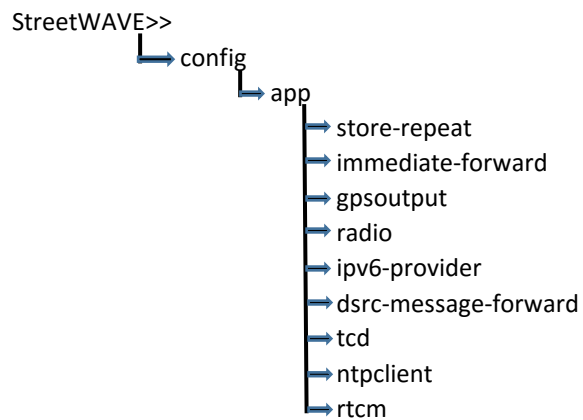 StreetWAVE>>
config
app
store-repeat
immediate-forward
gpsoutput
radio
ipv6-provider
dsrc-message-forward
tcd
ntpclient
rtcm